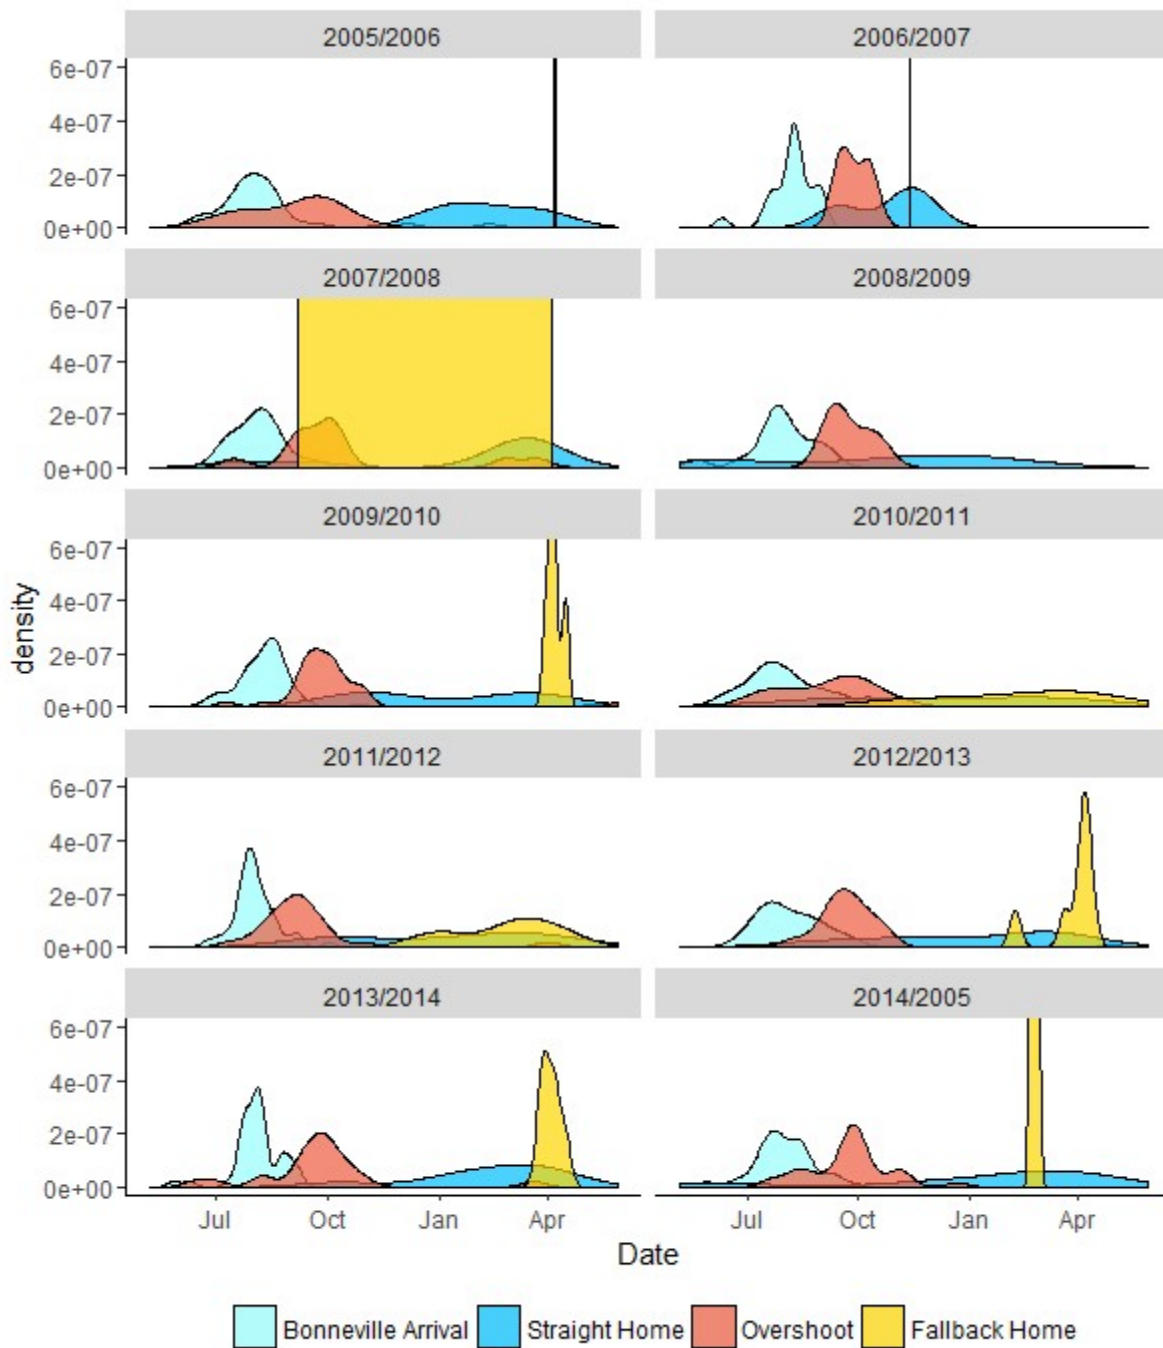 2005/2006 2006/2007
6e-07
4e-07
2e-07
0e+00
2007/2008 2008/2009
6e-07
4e-07
2e-07
0e+00
2009/2010 2010/2011
6e-07
4e-07
2e-07
0e+00
density
2011/2012 2012/2013
6e-07
4e-07
2e-07
0e+00
2013/2014 2014/2005
6e-07
4e-07
2e-07
0e+00
Jul Oct Jan Apr Jul Oct Jan Apr
Date
Bonneville Arrival Straight Home Overshoot Fallback Home